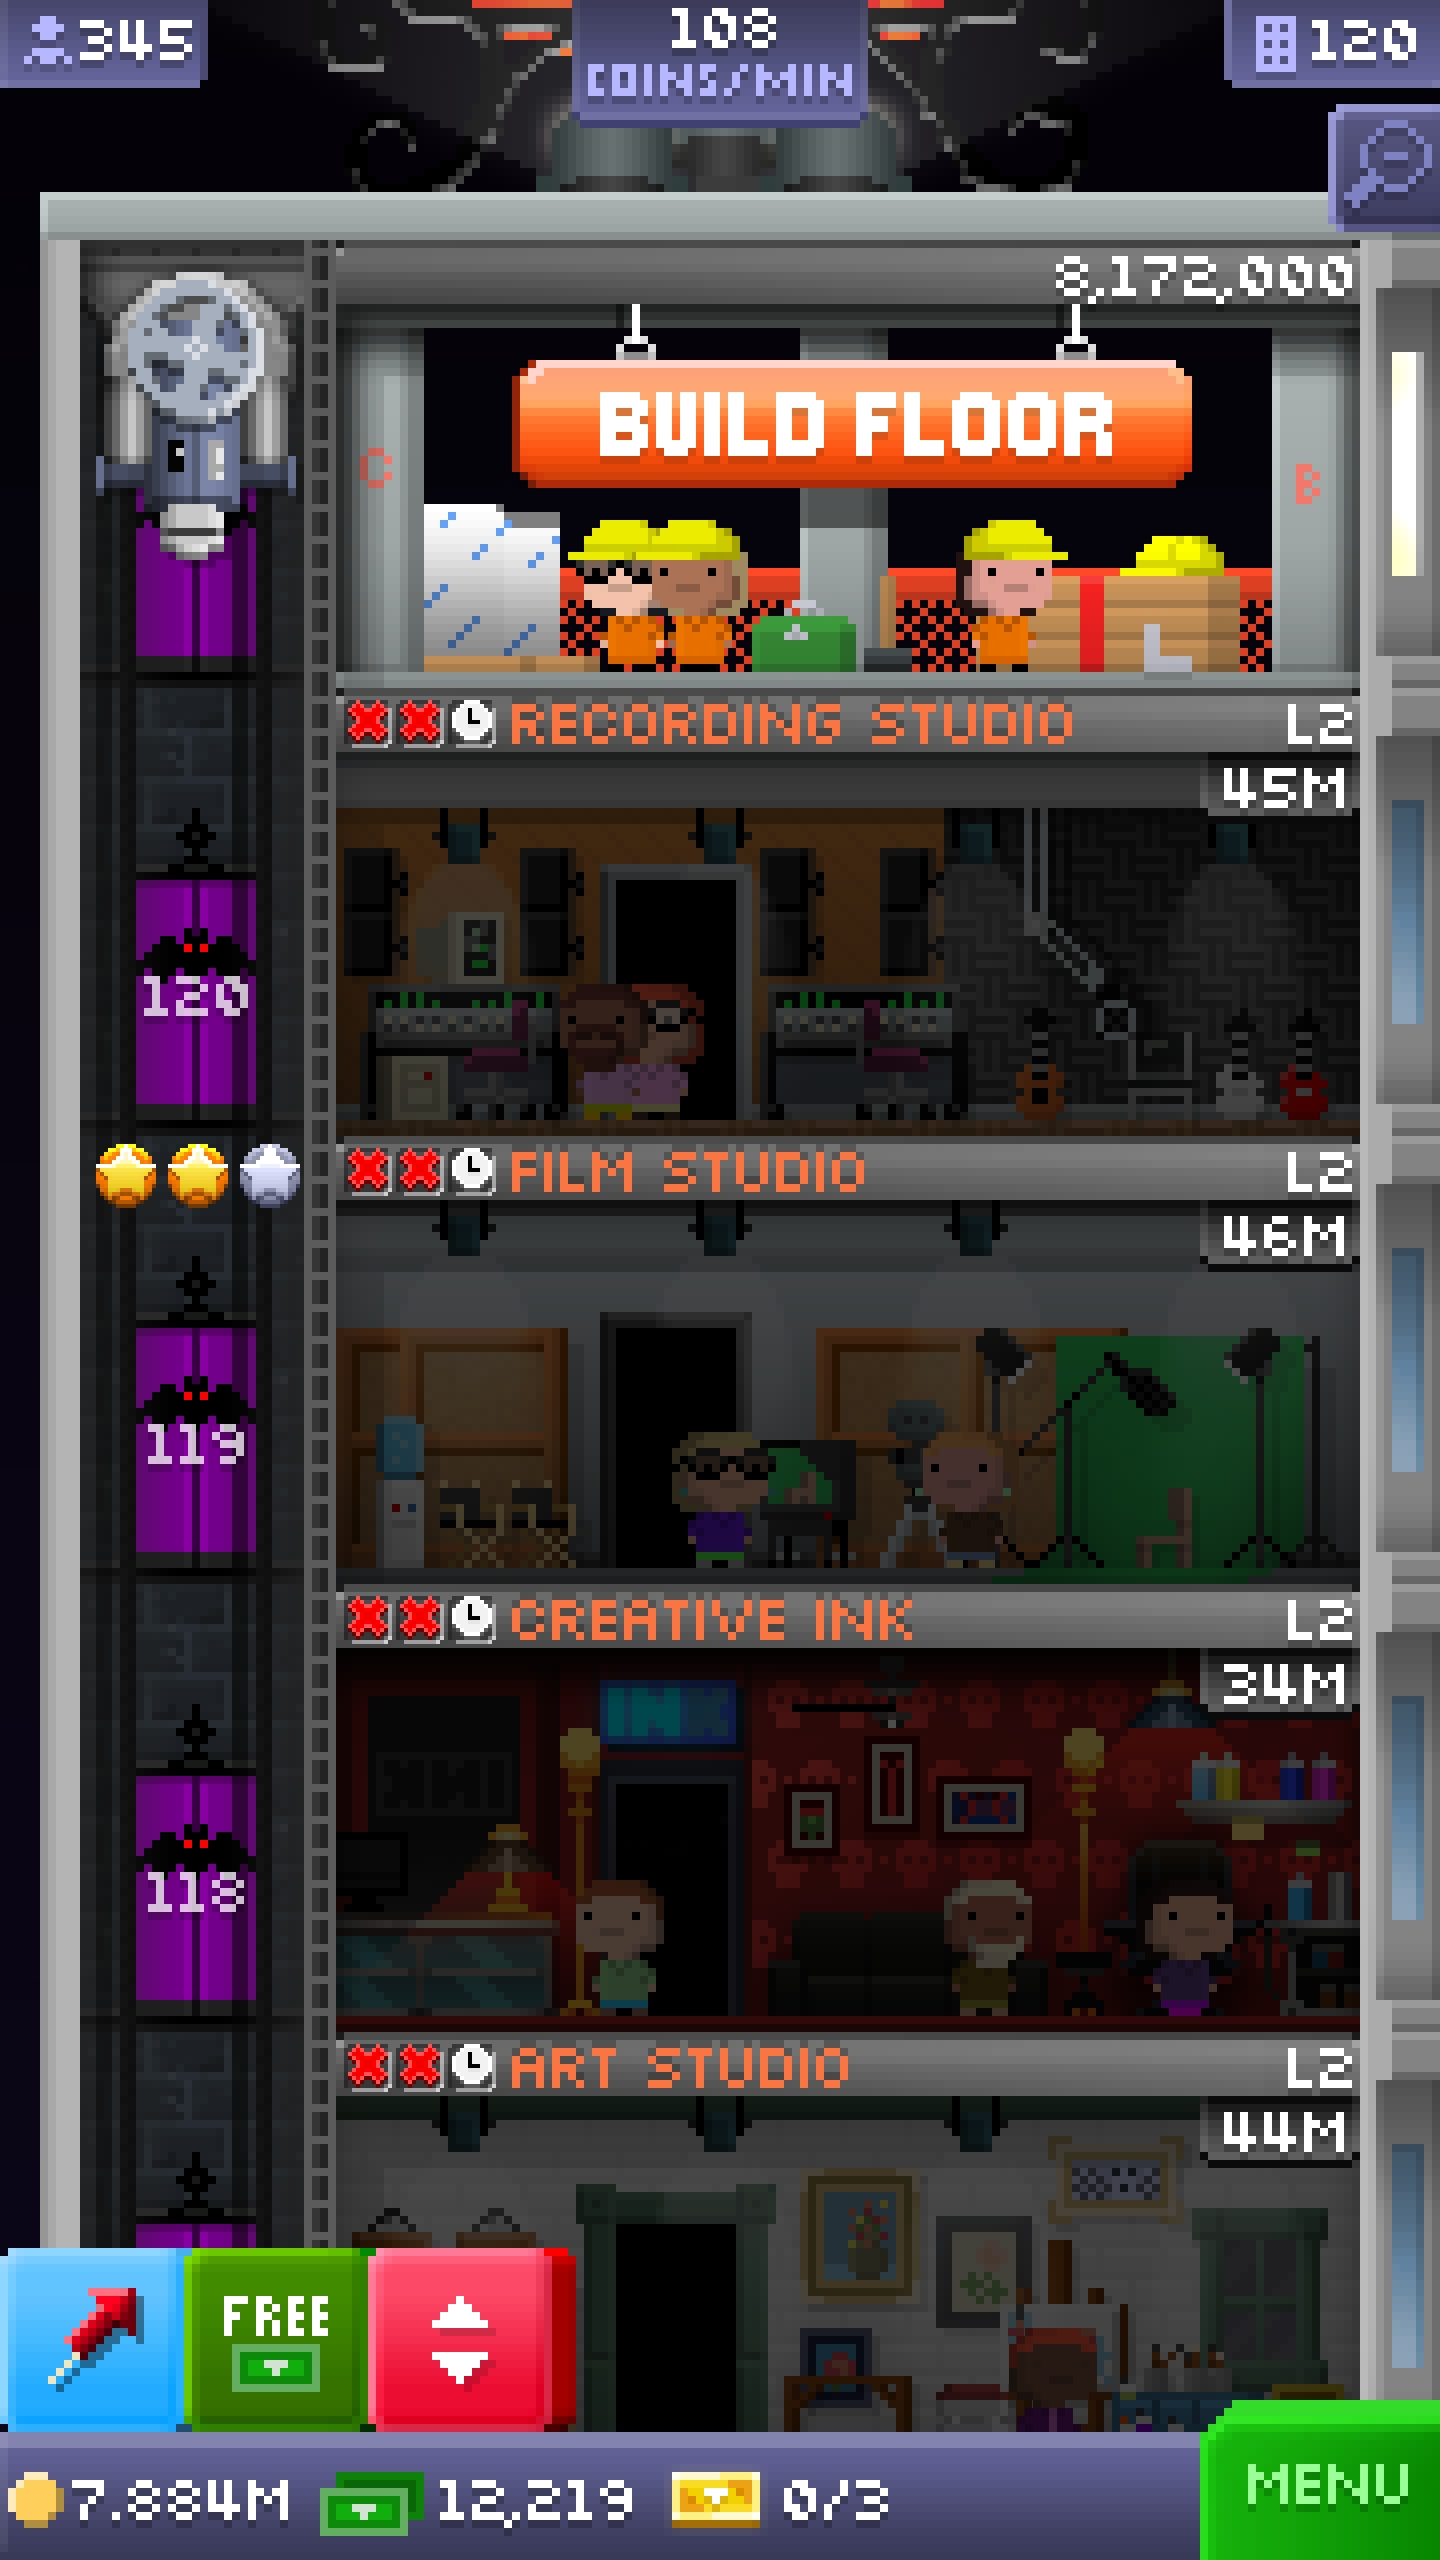 345
108
COINS/MIN
120
8,172,000
BUILD FLOOR
C
B
RECORDING STUDIO L2
45M
120
FILM STUDIO L2
46M
119
CREATIVE INK L2
34M
INK
118
ART STUDIO L2
44M
FREE
7.884M 12,219 0/3
MENU